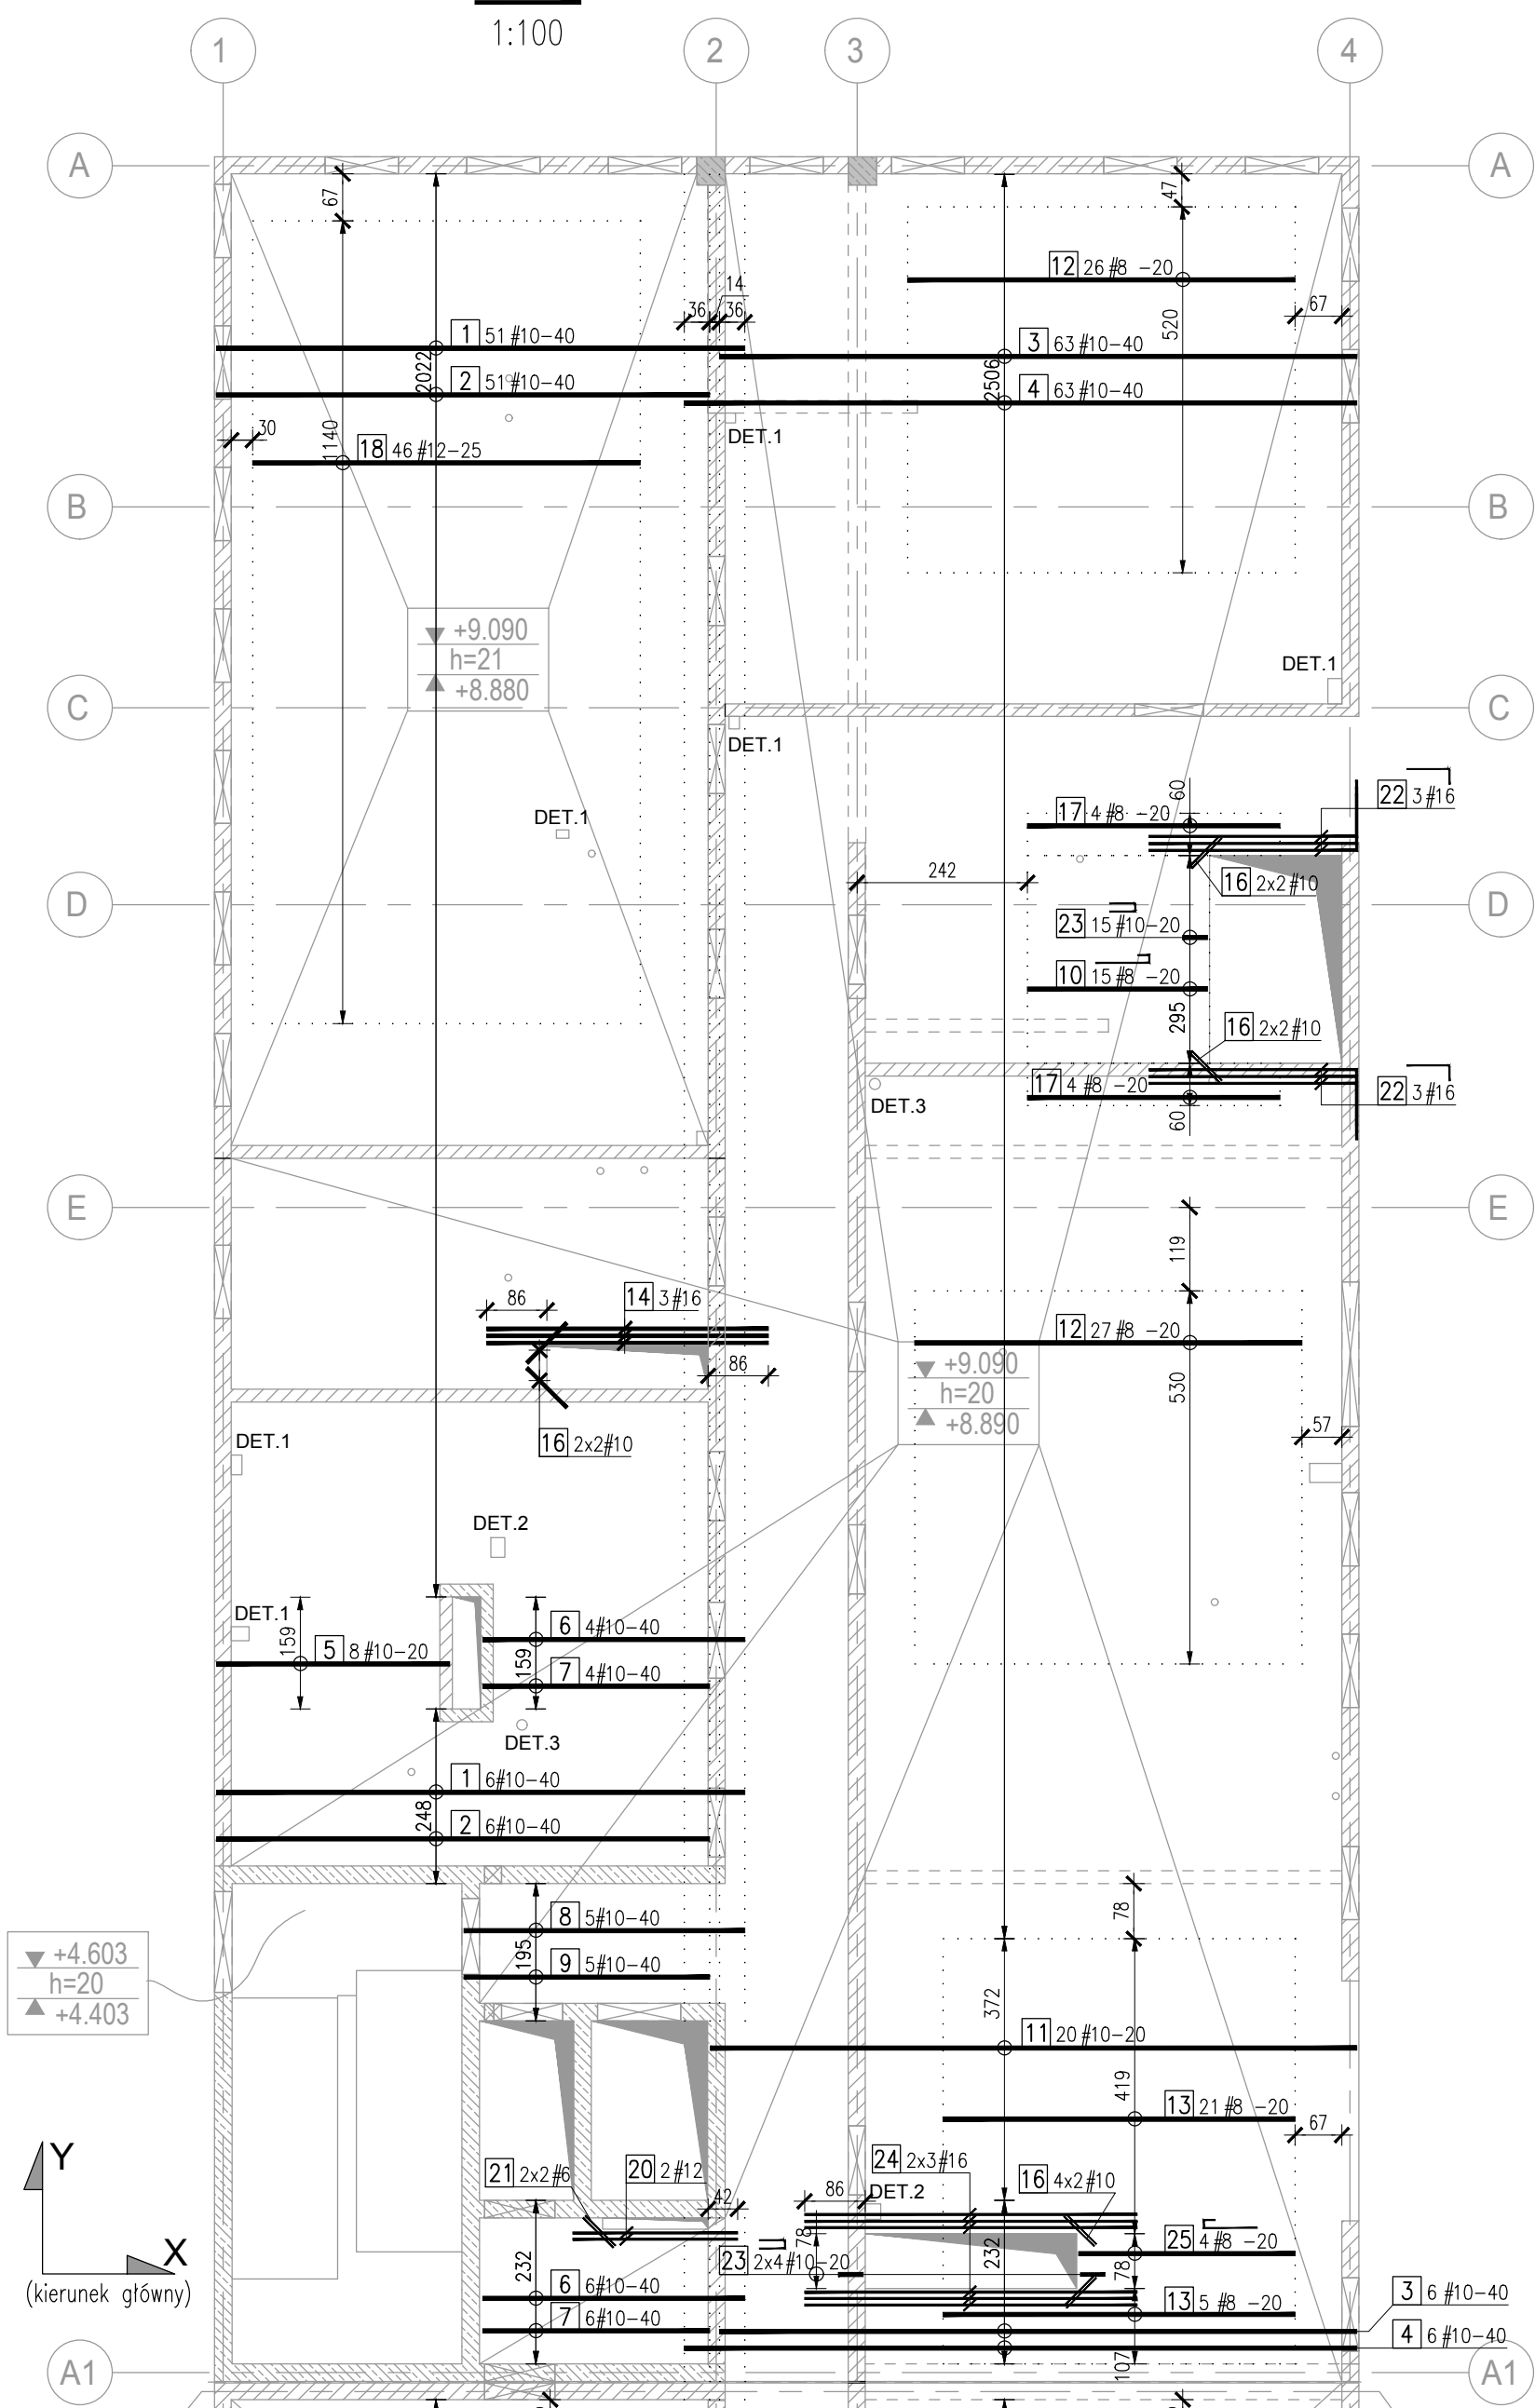 1:100
1
2
3
4
A
A
67
47
12 26 #8 -20
14
36
36
67
520
1 51 #10-40
3 63 #10-40
2022
2506
2 51 #10-40
4 63 #10-40
30
1140
18 46 #12-25
DET.1
B
B
+9.090
h=21
+8.880
DET.1
C
C
DET.1
60
22 3 #16
17 4 #8 -20
DET.1
242
16 2x2 #10
D
D
23 15 #10-20
10 15 #8 -20
295
16 2x2 #10
17 4 #8 -20
22 3 #16
DET.3
60
E
E
119
86
14 3 #16
12 27 #8 -20
86
+9.090
h=20
+8.890
530
57
16 2x2#10
DET.1
DET.2
DET.1
159
6 4#10-40
5 8 #10-20
159
7 4#10-40
DET.3
1 6#10-40
248
2 6#10-40
78
8 5#10-40
195
9 5#10-40
+4.603
h=20
+4.403
372
11 20 #10-20
419
13 21 #8 -20
67
Y
21 2x2 #6
20 2 #12
24 2x3#16
16 4x2 #10
42
86
DET.2
X
(kierunek główny)
78
25 4 #8 -20
23 2x4 #10-20
232
232
78
6 6#10-40
13 5 #8 -20
3 6 #10-40
7 6#10-40
4 6 #10-40
107
A1
A1